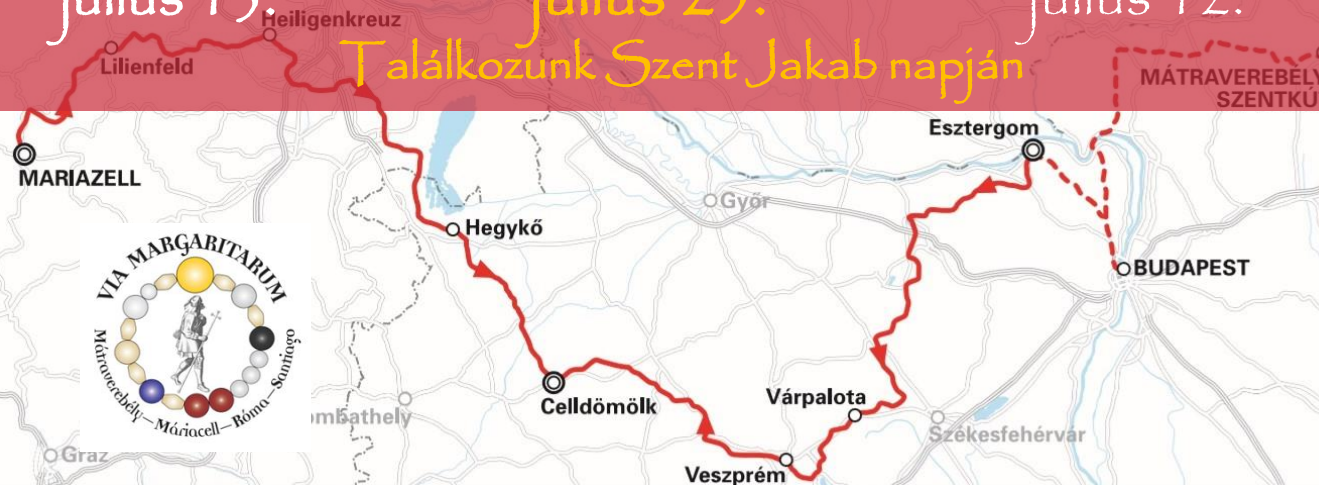 július 15.
július 25.
július 12.
Találkozunk Szent Jakab napján
Heiligenkreuz
Lilienfeld
MÁTRAVEREBÉLY
SZENTKÚ
Esztergom
MARIAZELL
Győr
Hegykő
BUDAPEST
VIA MARGARITARUM
Mátraverebély—Máriacell—Róma—Santiago
Várpalota
Celldömölk
ombathely
Székesfehérvár
Graz
Veszprém